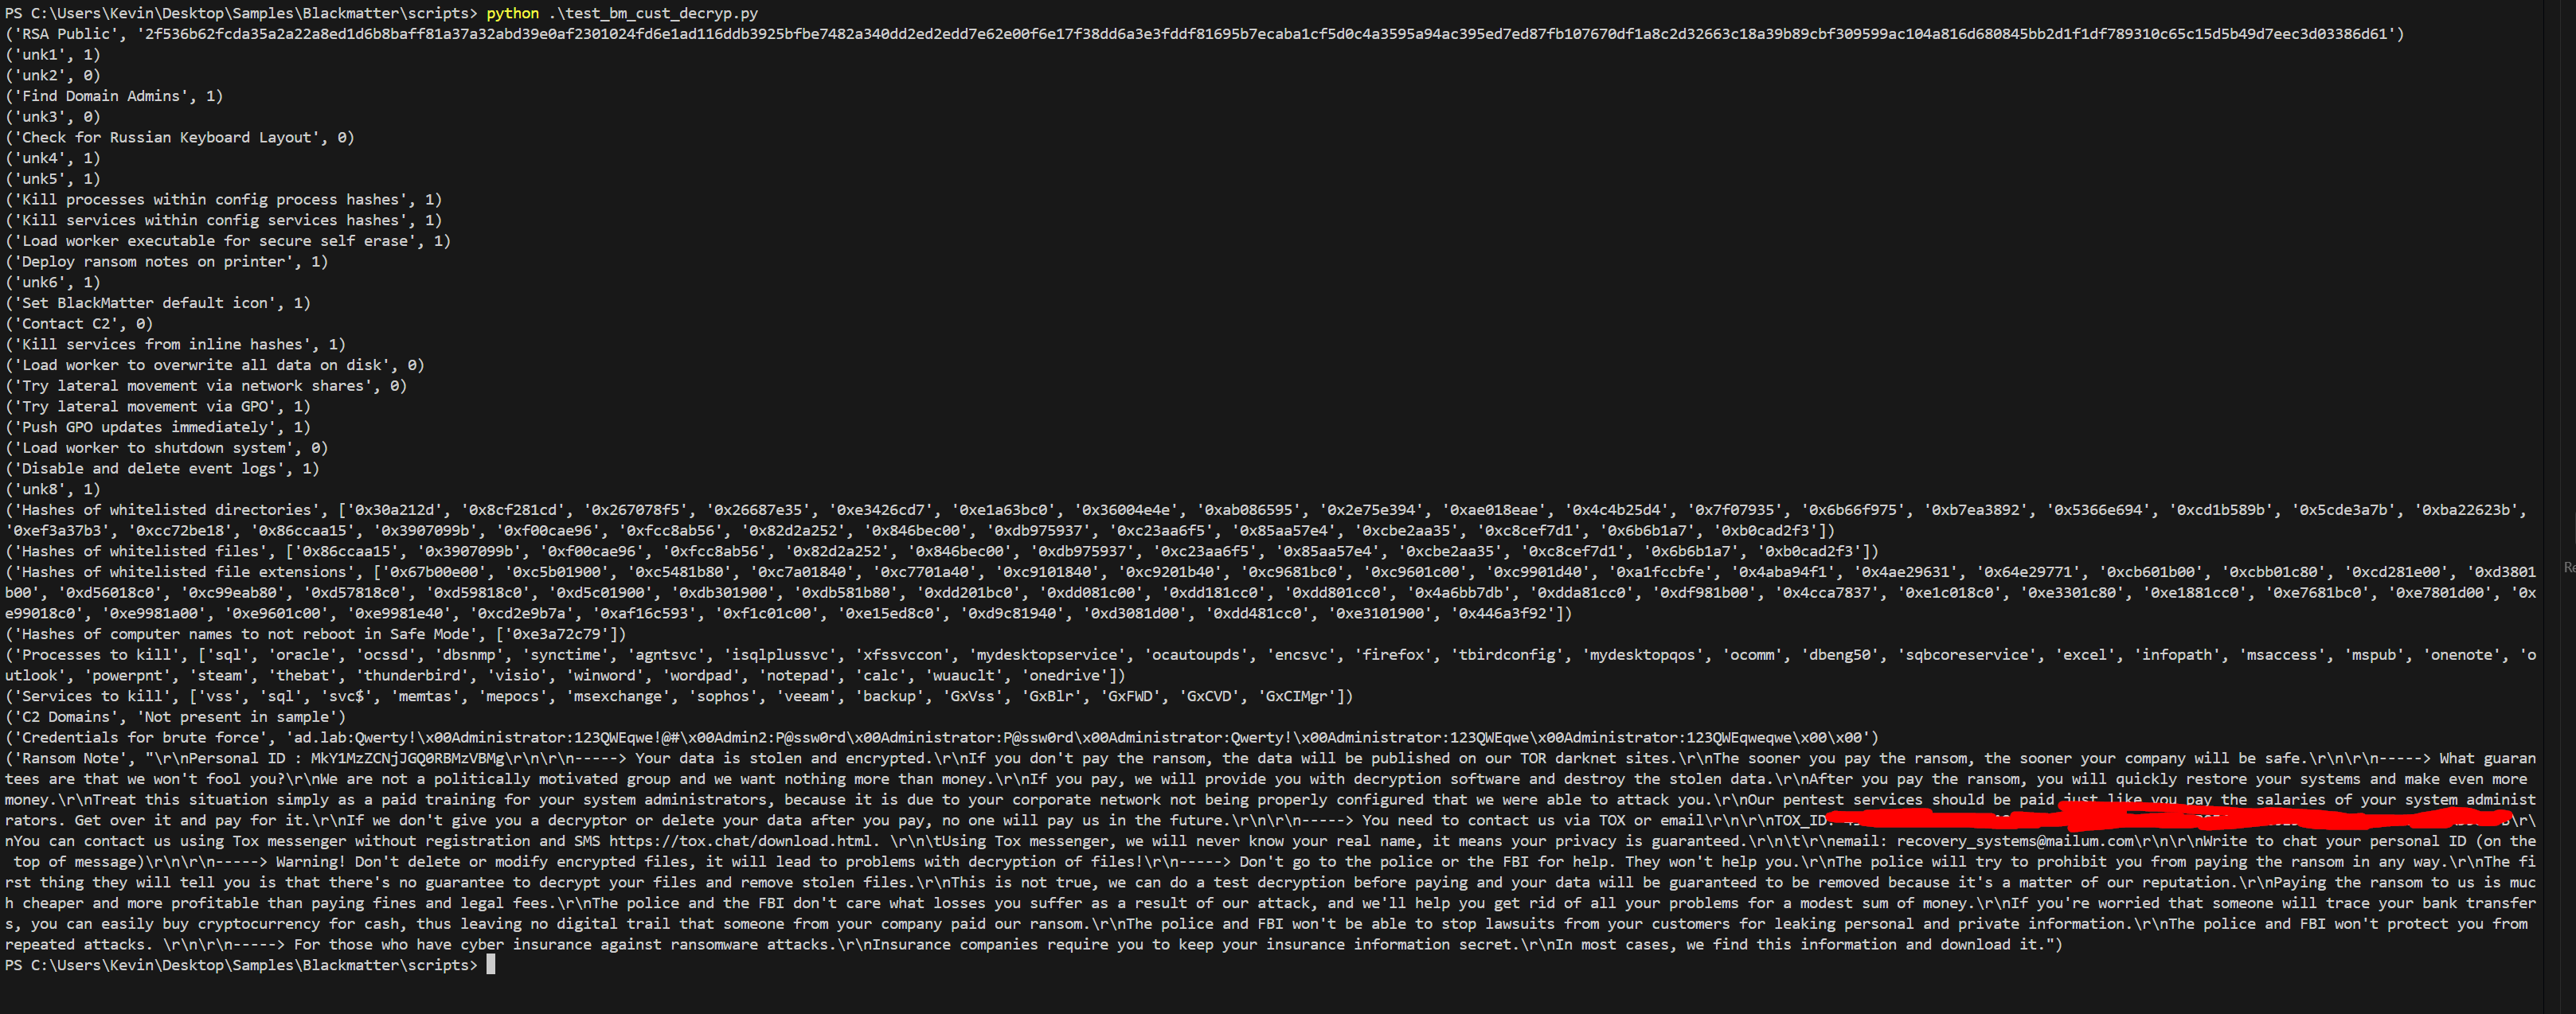 PS C:\Users\Kevin\Desktop\Samples\Blackmatter\scripts> python .\test_bm_cust_decryp.py
('RSA Public', '2f536b62fcda35a2a22a8ed1d6b8baff81a37a32abd39e0af2301024fd6e1ad116ddb3925bfbe7482a340dd2ed2edd7e62e00f6e17f38dd6a3e3fddf81695b7ecaba1cf5d0c4a3595a94ac395ed7ed87fb107670df1a8c2d32663c18a39b89cbf309599ac104a816d680845bb2d1f1df789310c65c15d5b49d7eec3d03386d61')
('unk1', 1)
('unk2', 0)
('Find Domain Admins', 1)
('unk3', 0)
('Check for Russian Keyboard Layout', 0)
('unk4', 1)
('unk5', 1)
('Kill processes within config process hashes', 1)
('Kill services within config services hashes', 1)
('Load worker executable for secure self erase', 1)
('Deploy ransom notes on printer', 1)
('unk6', 1)
('Set BlackMatter default icon', 1)
('Contact C2', 0)
('Kill services from inline hashes', 1)
('Load worker to overwrite all data on disk', 0)
('Try lateral movement via network shares', 0)
('Try lateral movement via GPO', 1)
('Push GPO updates immediately', 1)
('Load worker to shutdown system', 0)
('Disable and delete event logs', 1)
('unk8', 1)
('Hashes of whitelisted directories', ['0x30a212d', '0x8cf281cd', '0x267078f5', '0x26687e35', '0xe3426cd7', '0xe1a63bc0', '0x36004e4e', '0xab086595', '0x2e75e394', '0xae018eae', '0x4c4b25d4', '0x7f07935', '0x6b66f975', '0xb7ea3892', '0x5366e694', '0xcd1b589b', '0x5cde3a7b', '0xba22623b',
'0xef3a37b3', '0xcc72be18', '0x86ccaa15', '0x3907099b', '0xf00cae96', '0xfcc8ab56', '0x82d2a252', '0x846bec00', '0xdb975937', '0xc23aa6f5', '0x85aa57e4', '0xcbe2aa35', '0xc8cef7d1', '0x6b6b1a7', '0xb0cad2f3'])
('Hashes of whitelisted files', ['0x86ccaa15', '0x3907099b', '0xf00cae96', '0xfcc8ab56', '0x82d2a252', '0x846bec00', '0xdb975937', '0xc23aa6f5', '0x85aa57e4', '0xcbe2aa35', '0xc8cef7d1', '0x6b6b1a7', '0xb0cad2f3'])
('Hashes of whitelisted file extensions', ['0x67b00e00', '0xc5b01900', '0xc5481b80', '0xc7a01840', '0xc7701a40', '0xc9101840', '0xc9201b40', '0xc9681bc0', '0xc9601c00', '0xc9901d40', '0xa1fccbfe', '0x4aba94f1', '0x4ae29631', '0x64e29771', '0xcb601b00', '0xcbb01c80', '0xcd281e00', '0xd3801
b00', '0xd56018c0', '0xc99eab80', '0xd57818c0', '0xd59818c0', '0xd5c01900', '0xdb301900', '0xdb581b80', '0xdd201bc0', '0xdd081c00', '0xdd181cc0', '0xdd801cc0', '0x4a6bb7db', '0xdda81cc0', '0xdf981b00', '0x4cca7837', '0xe1c018c0', '0xe3301c80', '0xe1881cc0', '0xe7681bc0', '0xe7801d00', '0x
e99018c0', '0xe9981a00', '0xe9601c00', '0xe9981e40', '0xcd2e9b7a', '0xaf16c593', '0xf1c01c00', '0xe15ed8c0', '0xd9c81940', '0xd3081d00', '0xdd481cc0', '0xe3101900', '0x446a3f92'])
('Hashes of computer names to not reboot in Safe Mode', ['0xe3a72c79'])
('Processes to kill', ['sql', 'oracle', 'ocssd', 'dbsnmp', 'synctime', 'agntsvc', 'isqlplussvc', 'xfssvccon', 'mydesktopservice', 'ocautoupds', 'encsvc', 'firefox', 'tbirdconfig', 'mydesktopqos', 'ocomm', 'dbeng50', 'sqbcoreservice', 'excel', 'infopath', 'msaccess', 'mspub', 'onenote', 'o
utlook', 'powerpnt', 'steam', 'thebat', 'thunderbird', 'visio', 'winword', 'wordpad', 'notepad', 'calc', 'wuauclt', 'onedrive'])
('Services to kill', ['vss', 'sql', 'svc$', 'memtas', 'mepocs', 'msexchange', 'sophos', 'veeam', 'backup', 'GxVss', 'GxBlr', 'GxFWD', 'GxCVD', 'GxCIMgr'])
('C2 Domains', 'Not present in sample')
('Credentials for brute force', 'ad.lab:Qwerty!\x00Administrator:123QWEqwe!@#\x00Admin2:P@ssw0rd\x00Administrator:P@ssw0rd\x00Administrator:Qwerty!\x00Administrator:123QWEqwe\x00Administrator:123QWEqweqwe\x00\x00')
('Ransom Note', "\r\nPersonal ID : MkY1MzZCNjJGQ0RBMzVBMg\r\n\r\n-----> Your data is stolen and encrypted.\r\nIf you don't pay the ransom, the data will be published on our TOR darknet sites.\r\nThe sooner you pay the ransom, the sooner your company will be safe.\r\n\r\n-----> What guaran
tees are that we won't fool you?\r\nWe are not a politically motivated group and we want nothing more than money.\r\nIf you pay, we will provide you with decryption software and destroy the stolen data.\r\nAfter you pay the ransom, you will quickly restore your systems and make even more
money.\r\nTreat this situation simply as a paid training for your system administrators, because it is due to your corporate network not being properly configured that we were able to attack you.\r\nOur pentest services should be paid just like you pay the salaries of your system administ
rators. Get over it and pay for it.\r\nIf we don't give you a decryptor or delete your data after you pay, no one will pay us in the future.\r\n\r\n-----> You need to contact us via TOX or email\r\n\r\nTOX_ID: \r\
nYou can contact us using Tox messenger without registration and SMS https://tox.chat/download.html. \r\n\tUsing Tox messenger, we will never know your real name, it means your privacy is guaranteed.\r\n\t\r\nemail: recovery_systems@mailum.com\r\n\r\nWrite to chat your personal ID (on the
top of message)\r\n\r\n-----> Warning! Don't delete or modify encrypted files, it will lead to problems with decryption of files!\r\n-----> Don't go to the police or the FBI for help. They won't help you.\r\nThe police will try to prohibit you from paying the ransom in any way.\r\nThe fi
rst thing they will tell you is that there's no guarantee to decrypt your files and remove stolen files.\r\nThis is not true, we can do a test decryption before paying and your data will be guaranteed to be removed because it's a matter of our reputation.\r\nPaying the ransom to us is muc
h cheaper and more profitable than paying fines and legal fees.\r\nThe police and the FBI don't care what losses you suffer as a result of our attack, and we'll help you get rid of all your problems for a modest sum of money.\r\nIf you're worried that someone will trace your bank transfer
s, you can easily buy cryptocurrency for cash, thus leaving no digital trail that someone from your company paid our ransom.\r\nThe police and FBI won't be able to stop lawsuits from your customers for leaking personal and private information.\r\nThe police and FBI won't protect you from
repeated attacks. \r\n\r\n-----> For those who have cyber insurance against ransomware attacks.\r\nInsurance companies require you to keep your insurance information secret.\r\nIn most cases, we find this information and download it.")
PS C:\Users\Kevin\Desktop\Samples\Blackmatter\scripts>